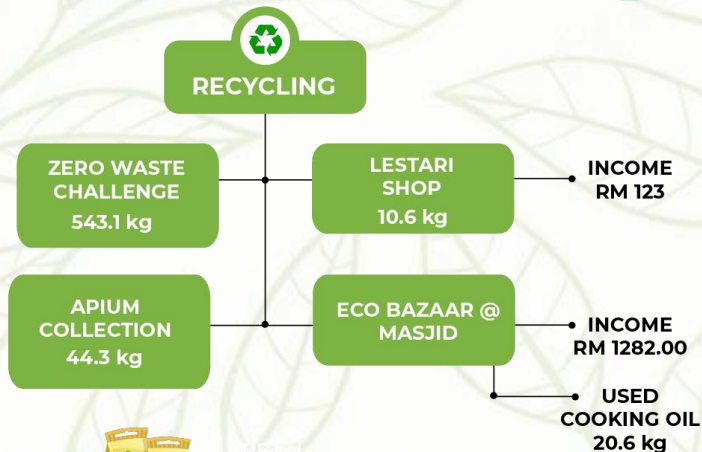 RECYCLING
ZERO WASTE
CHALLENGE
543.1 kg
LESTARI
SHOP
10.6 kg
INCOME
RM 123
APIUM
COLLECTION
44.3 kg
ECO BAZAAR @
MASJID
INCOME
RM 1282.00
USED
COOKING OIL
20.6 kg